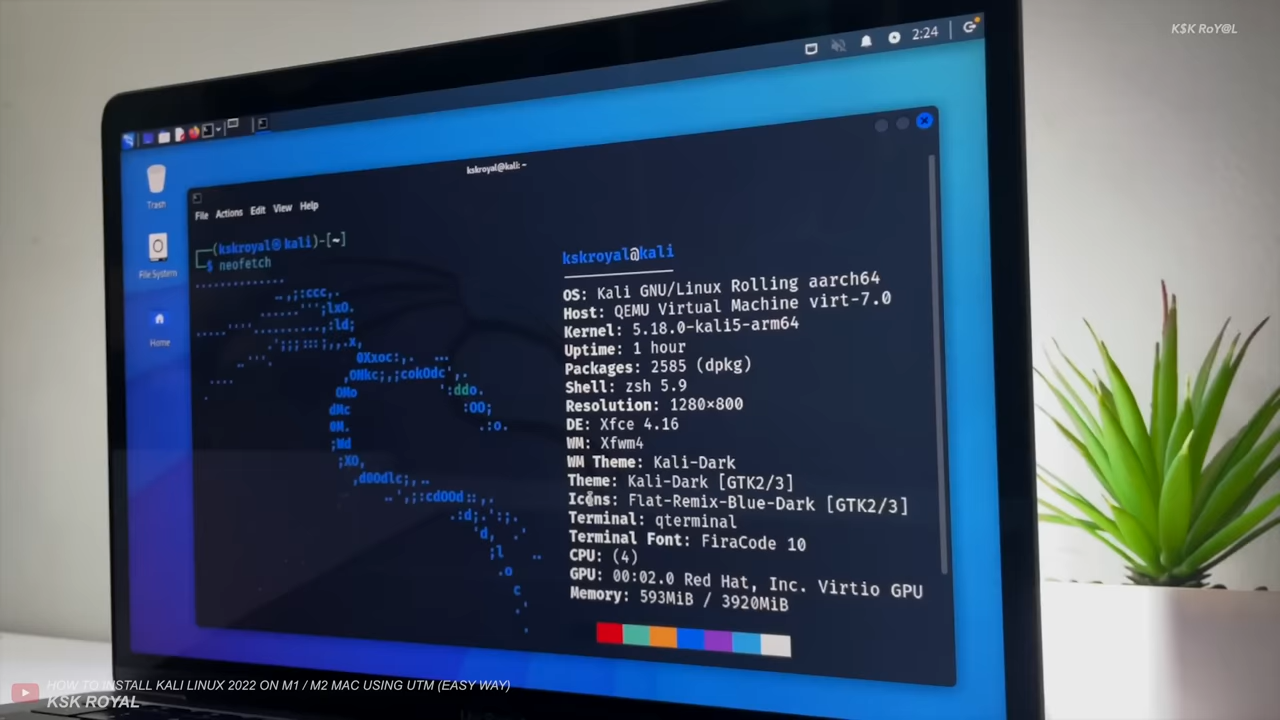 K$K RoY@L
2:24
kskroyal@kali: ~
File Actions Edit View Help
Trash
File System
Home
(kskroyal㉿kali)-[~]
$ neofetch
kskroyal@kali
OS: Kali GNU/Linux Rolling aarch64
Host: QEMU Virtual Machine virt-7.0
Kernel: 5.18.0-kali5-arm64
Uptime: 1 hour
Packages: 2585 (dpkg)
Shell: zsh 5.9
Resolution: 1280x800
DE: Xfce 4.16
WM: Xfwm4
WM Theme: Kali-Dark
Theme: Kali-Dark [GTK2/3]
Icons: Flat-Remix-Blue-Dark [GTK2/3]
Terminal: qterminal
Terminal Font: FiraCode 10
CPU: (4)
GPU: 00:02.0 Red Hat, Inc. Virtio GPU
Memory: 593MiB / 3920MiB
HOW TO INSTALL KALI LINUX 2022 ON M1 / M2 MAC USING UTM (EASY WAY)
KSK ROYAL